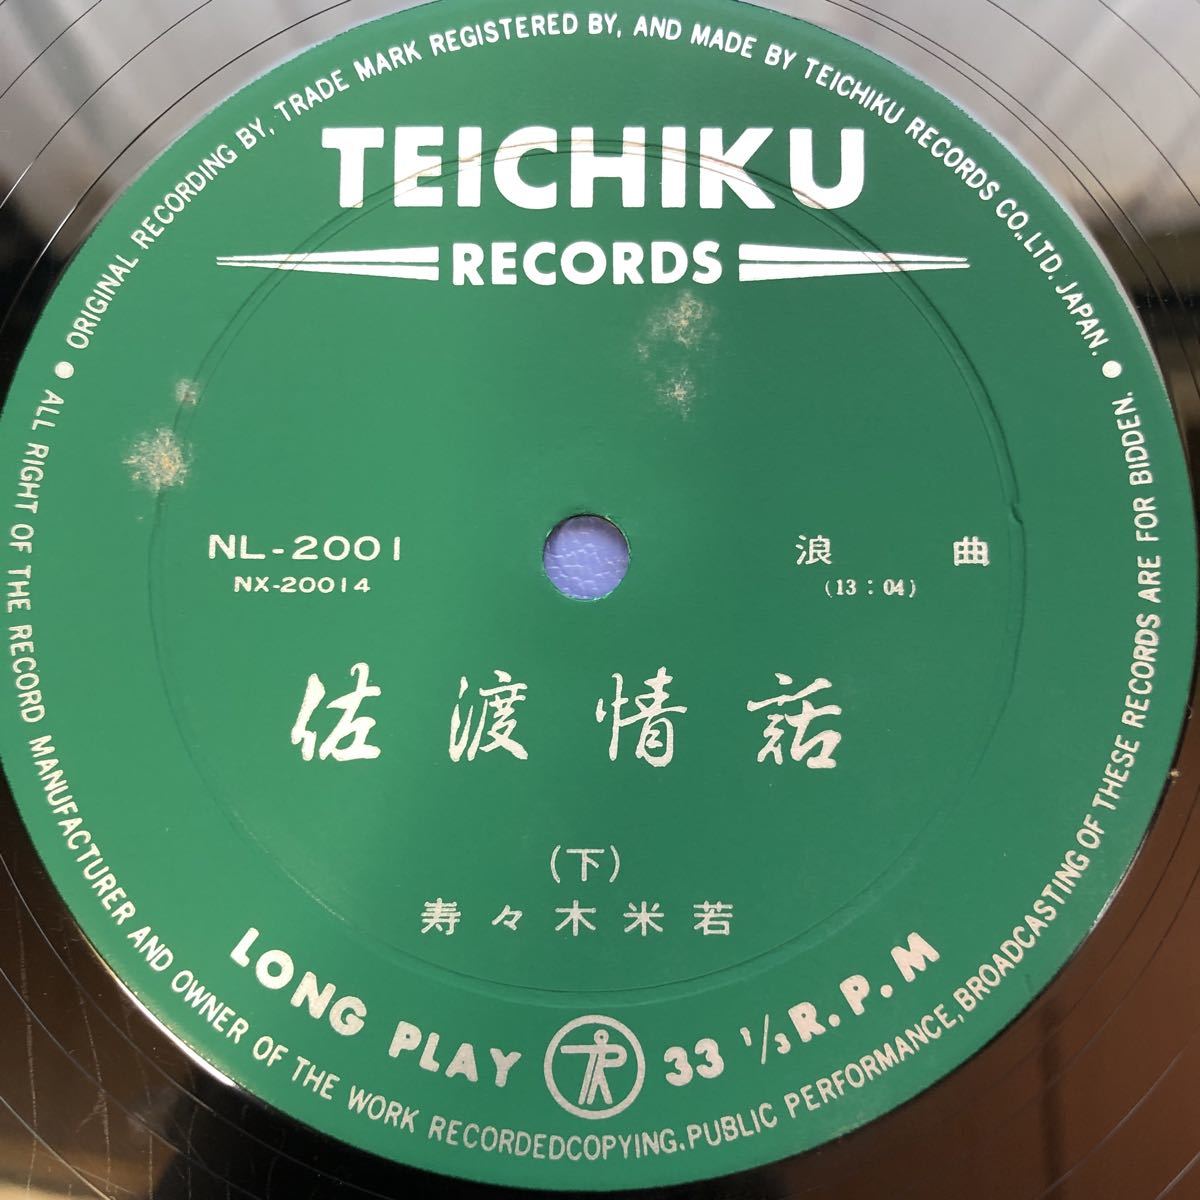 ● ORIGINAL RECORDING BY, TRADE MARK REGISTERED BY, AND MADE BY TEICHIKU RECORDS CO., LTD. JAPAN. ●
TEICHIKU
RECORDS
NL-2001
NX-20014
浪曲
(13:04)
佐渡情話
(下)
寿々木米若
LONG PLAY TR 33 1/3 R.P.M
ALL RIGHT OF THE RECORD MANUFACTURER AND OWNER OF THE WORK RECORDEDCOPYING, PUBLIC PERFORMANCE, BROADCASTING OF THESE RECORDS ARE FOR BIDDEN.